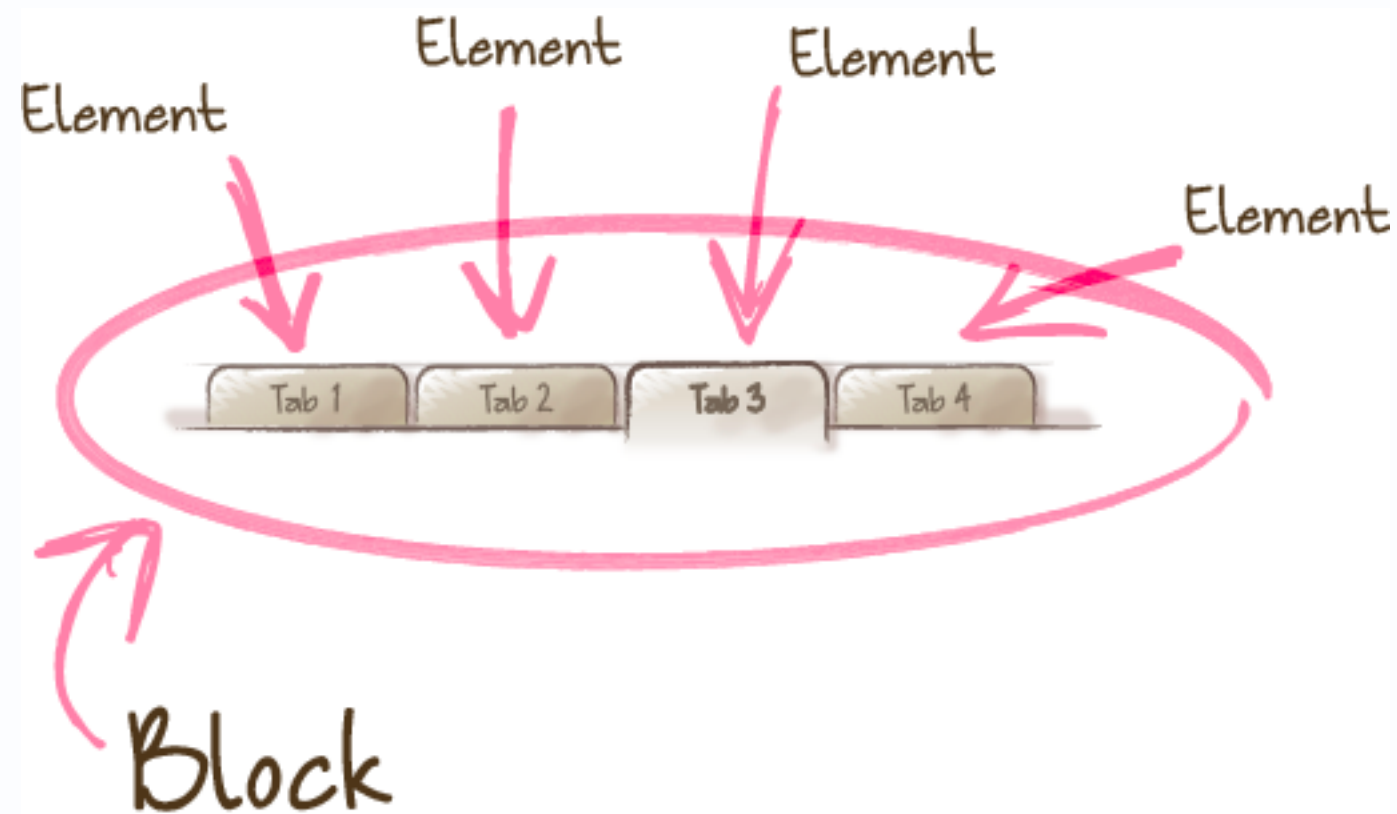 Element
Element
Element
Element
Tab 1
Tab 2
Tab 3
Tab 4
Block